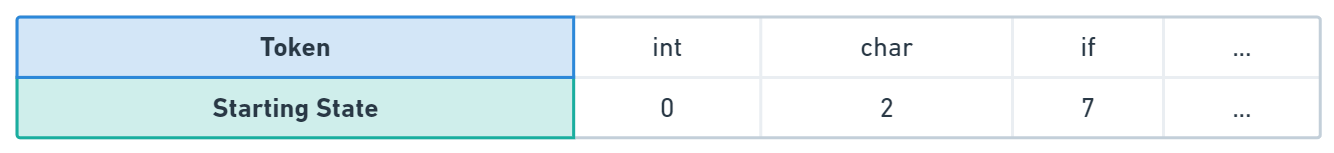 Token int char if ...
Starting State 0 2 7 ...